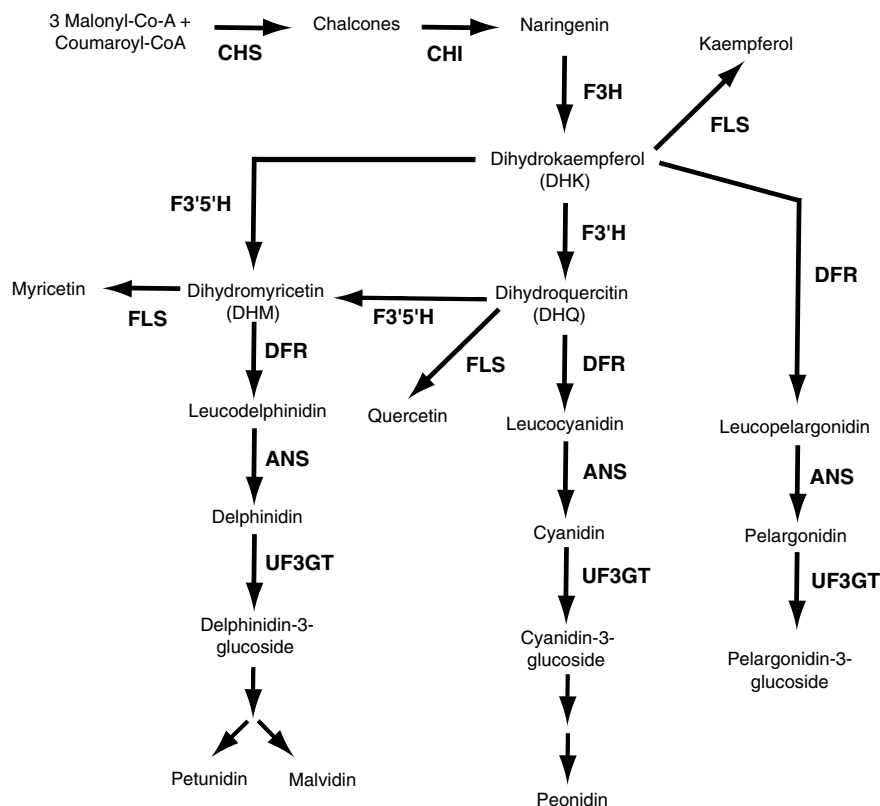 3 Malonyl-Co-A +
Coumaroyl-CoA
CHS
Chalcones
CHI
Naringenin
Kaempferol
F3H
FLS
Dihydrokaempferol
(DHK)
F3'5'H
F3'H
DFR
Myricetin
FLS
Dihydromyricetin
(DHM)
F3'5'H
Dihydroquercitin
(DHQ)
DFR
FLS
DFR
Quercetin
Leucodelphinidin
Leucocyanidin
Leucopelargonidin
ANS
ANS
ANS
Delphinidin
Cyanidin
Pelargonidin
UF3GT
UF3GT
UF3GT
Delphinidin-3-
glucoside
Cyanidin-3-
glucoside
Pelargonidin-3-
glucoside
Petunidin
Malvidin
Peonidin